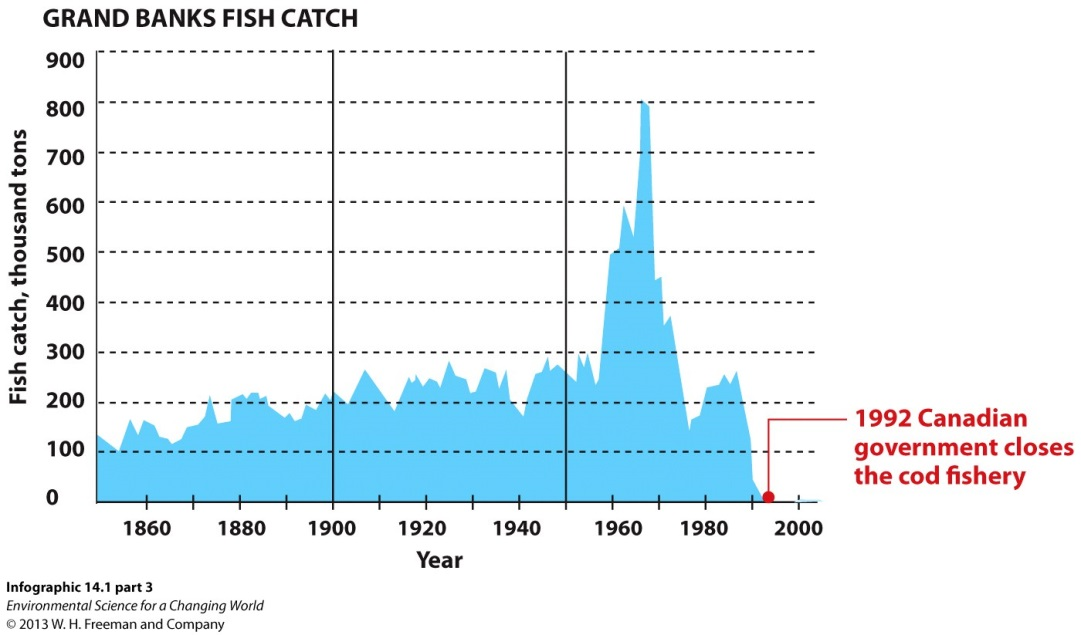 GRAND BANKS FISH CATCH
Fish catch, thousand tons
900
800
700
600
500
400
300
200
100
0
1860
1880
1900
1920
1940
1960
1980
2000
Year
1992 Canadian
government closes
the cod fishery
Infographic 14.1 part 3
Environmental Science for a Changing World
© 2013 W. H. Freeman and Company